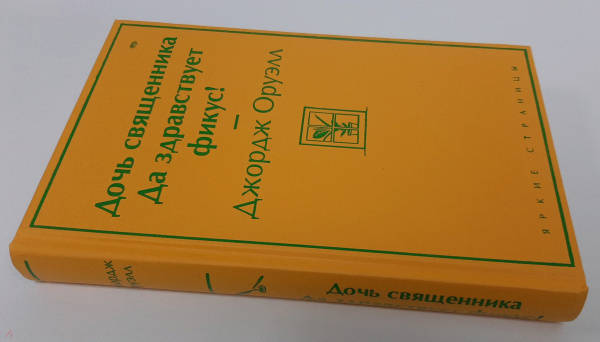 Дочь священника
Да здравствует
фикус!
Джордж Оруэлл
ЯРКИЕ СТРАНИЦЫ
Дочь священника